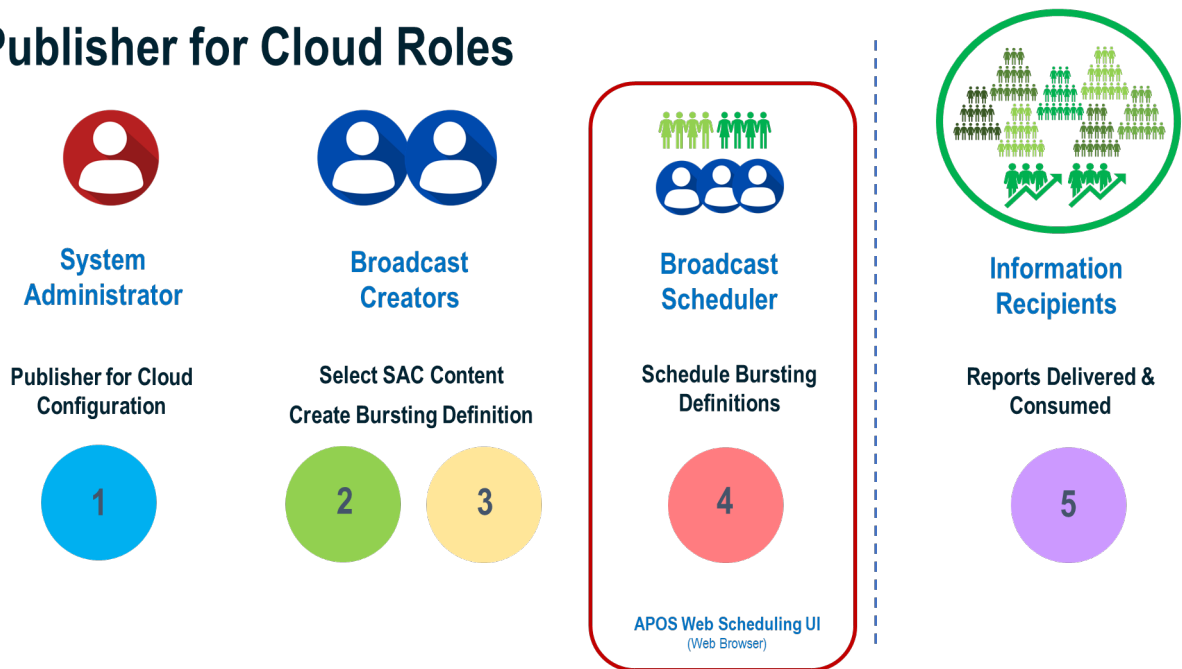 Publisher for Cloud Roles
System
Administrator
Publisher for Cloud
Configuration
1
Broadcast
Creators
Select SAC Content
Create Bursting Definition
2
3
Broadcast
Scheduler
Schedule Bursting
Definitions
4
APOS Web Scheduling UI
(Web Browser)
Information
Recipients
Reports Delivered &
Consumed
5